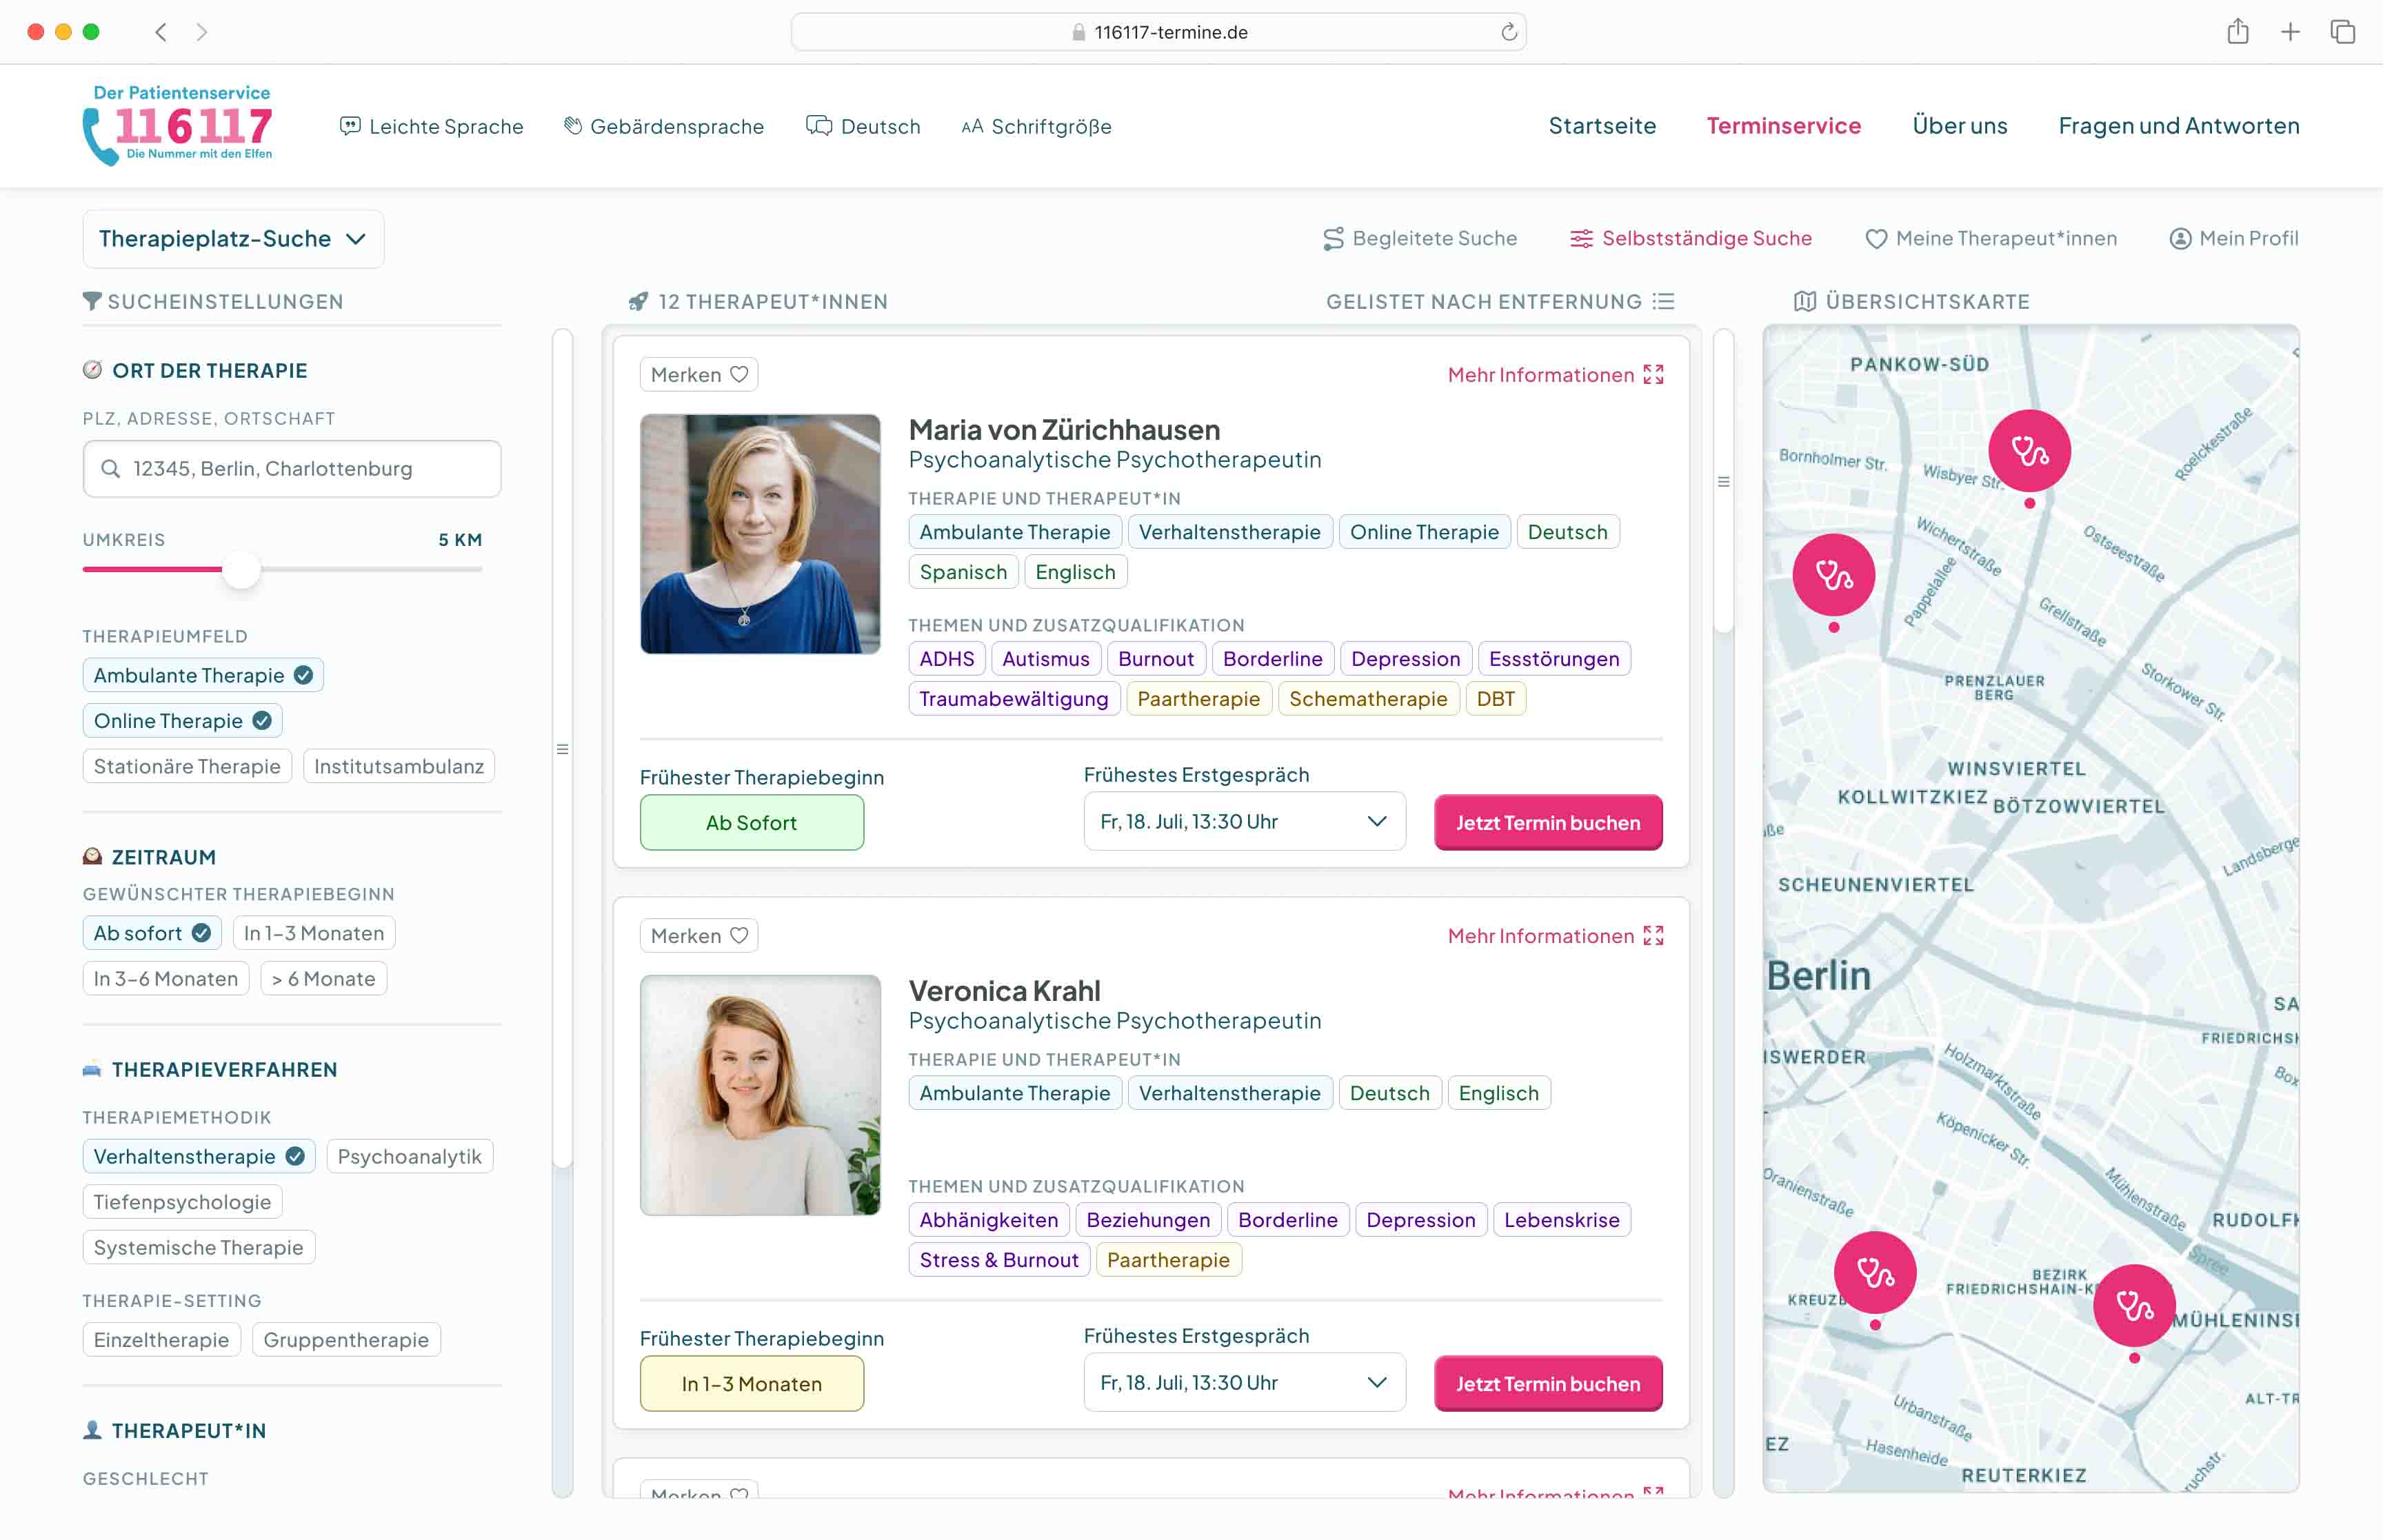 116117-termine.de
Der Patientenservice
116117
Die Nummer mit den Elfen
Leichte Sprache
Gebärdensprache
Deutsch
AA Schriftgröße
Startseite
Terminservice
Über uns
Fragen und Antworten
Therapieplatz-Suche
Begleitete Suche
Selbstständige Suche
Meine Therapeut*innen
Mein Profil
SUCHEINSTELLUNGEN
ORT DER THERAPIE
PLZ, ADRESSE, ORTSCHAFT
12345, Berlin, Charlottenburg
UMKREIS 5 KM
THERAPIEUMFELD
Ambulante Therapie
Online Therapie
Stationäre Therapie Institutsambulanz
ZEITRAUM
GEWÜNSCHTER THERAPIEBEGINN
Ab sofort In 1–3 Monaten
In 3–6 Monaten > 6 Monate
THERAPIEVERFAHREN
THERAPIEMETHODIK
Verhaltenstherapie Psychoanalytik
Tiefenpsychologie
Systemische Therapie
THERAPIE-SETTING
Einzeltherapie Gruppentherapie
THERAPEUT*IN
GESCHLECHT
12 THERAPEUT*INNEN
GELISTET NACH ENTFERNUNG
Merken
Mehr Informationen
Maria von Zürichhausen
Psychoanalytische Psychotherapeutin
THERAPIE UND THERAPEUT*IN
Ambulante Therapie Verhaltenstherapie Online Therapie Deutsch
Spanisch Englisch
THEMEN UND ZUSATZQUALIFIKATION
ADHS Autismus Burnout Borderline Depression Essstörungen
Traumabewältigung Paartherapie Schematherapie DBT
Frühester Therapiebeginn
Ab Sofort
Frühestes Erstgespräch
Fr, 18. Juli, 13:30 Uhr
Jetzt Termin buchen
Merken
Mehr Informationen
Veronica Krahl
Psychoanalytische Psychotherapeutin
THERAPIE UND THERAPEUT*IN
Ambulante Therapie Verhaltenstherapie Deutsch Englisch
THEMEN UND ZUSATZQUALIFIKATION
Abhänigkeiten Beziehungen Borderline Depression Lebenskrise
Stress & Burnout Paartherapie
Frühester Therapiebeginn
In 1–3 Monaten
Frühestes Erstgespräch
Fr, 18. Juli, 13:30 Uhr
Jetzt Termin buchen
Merken
Mehr Informationen
ÜBERSICHTSKARTE
PANKOW-SÜD
Roelckestraße
Bornholmer Str.
Wisbyer Str.
Wichertstraße
Ostseestraße
Pappelallee
Grellstraße
Storkower Str.
PRENZLAUER
BERG
WINSVIERTEL
KOLLWITZKIEZ
BÖTZOWVIERTEL
ße
Landsberge
SCHEUNENVIERTEL
Berlin
SA
FRIEDRICHSH
ISWERDER
Holzmarktstraße
Box
Köpenicker Str.
Mühlenstraße
Oranienstraße
RUDOLFK
Spree
BEZIRK
FRIEDRICHSHAIN-K
KREUZB
MÜHLENINSE
ALT-TR
Urbanstraße
EZ
Hasenheide
REUTERKIEZ
ruchstr.